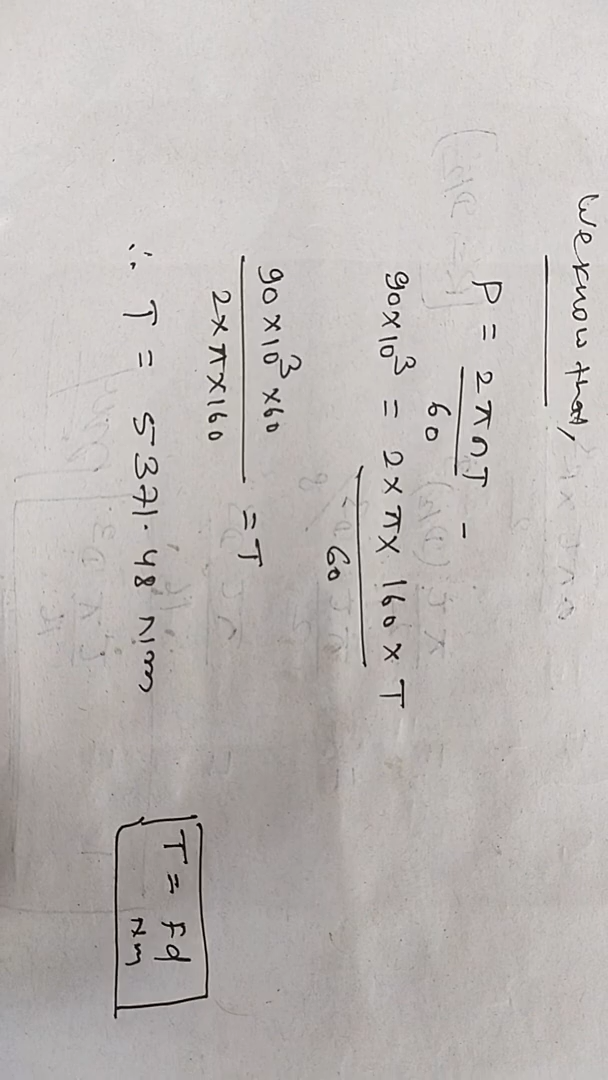 We know that,
P = 2πnT
60
90×10³ = 2×π×160×T
60
90×10³×60 = T
2×π×160
∴ T = 5371.48 Nm
T = Fd
Nm